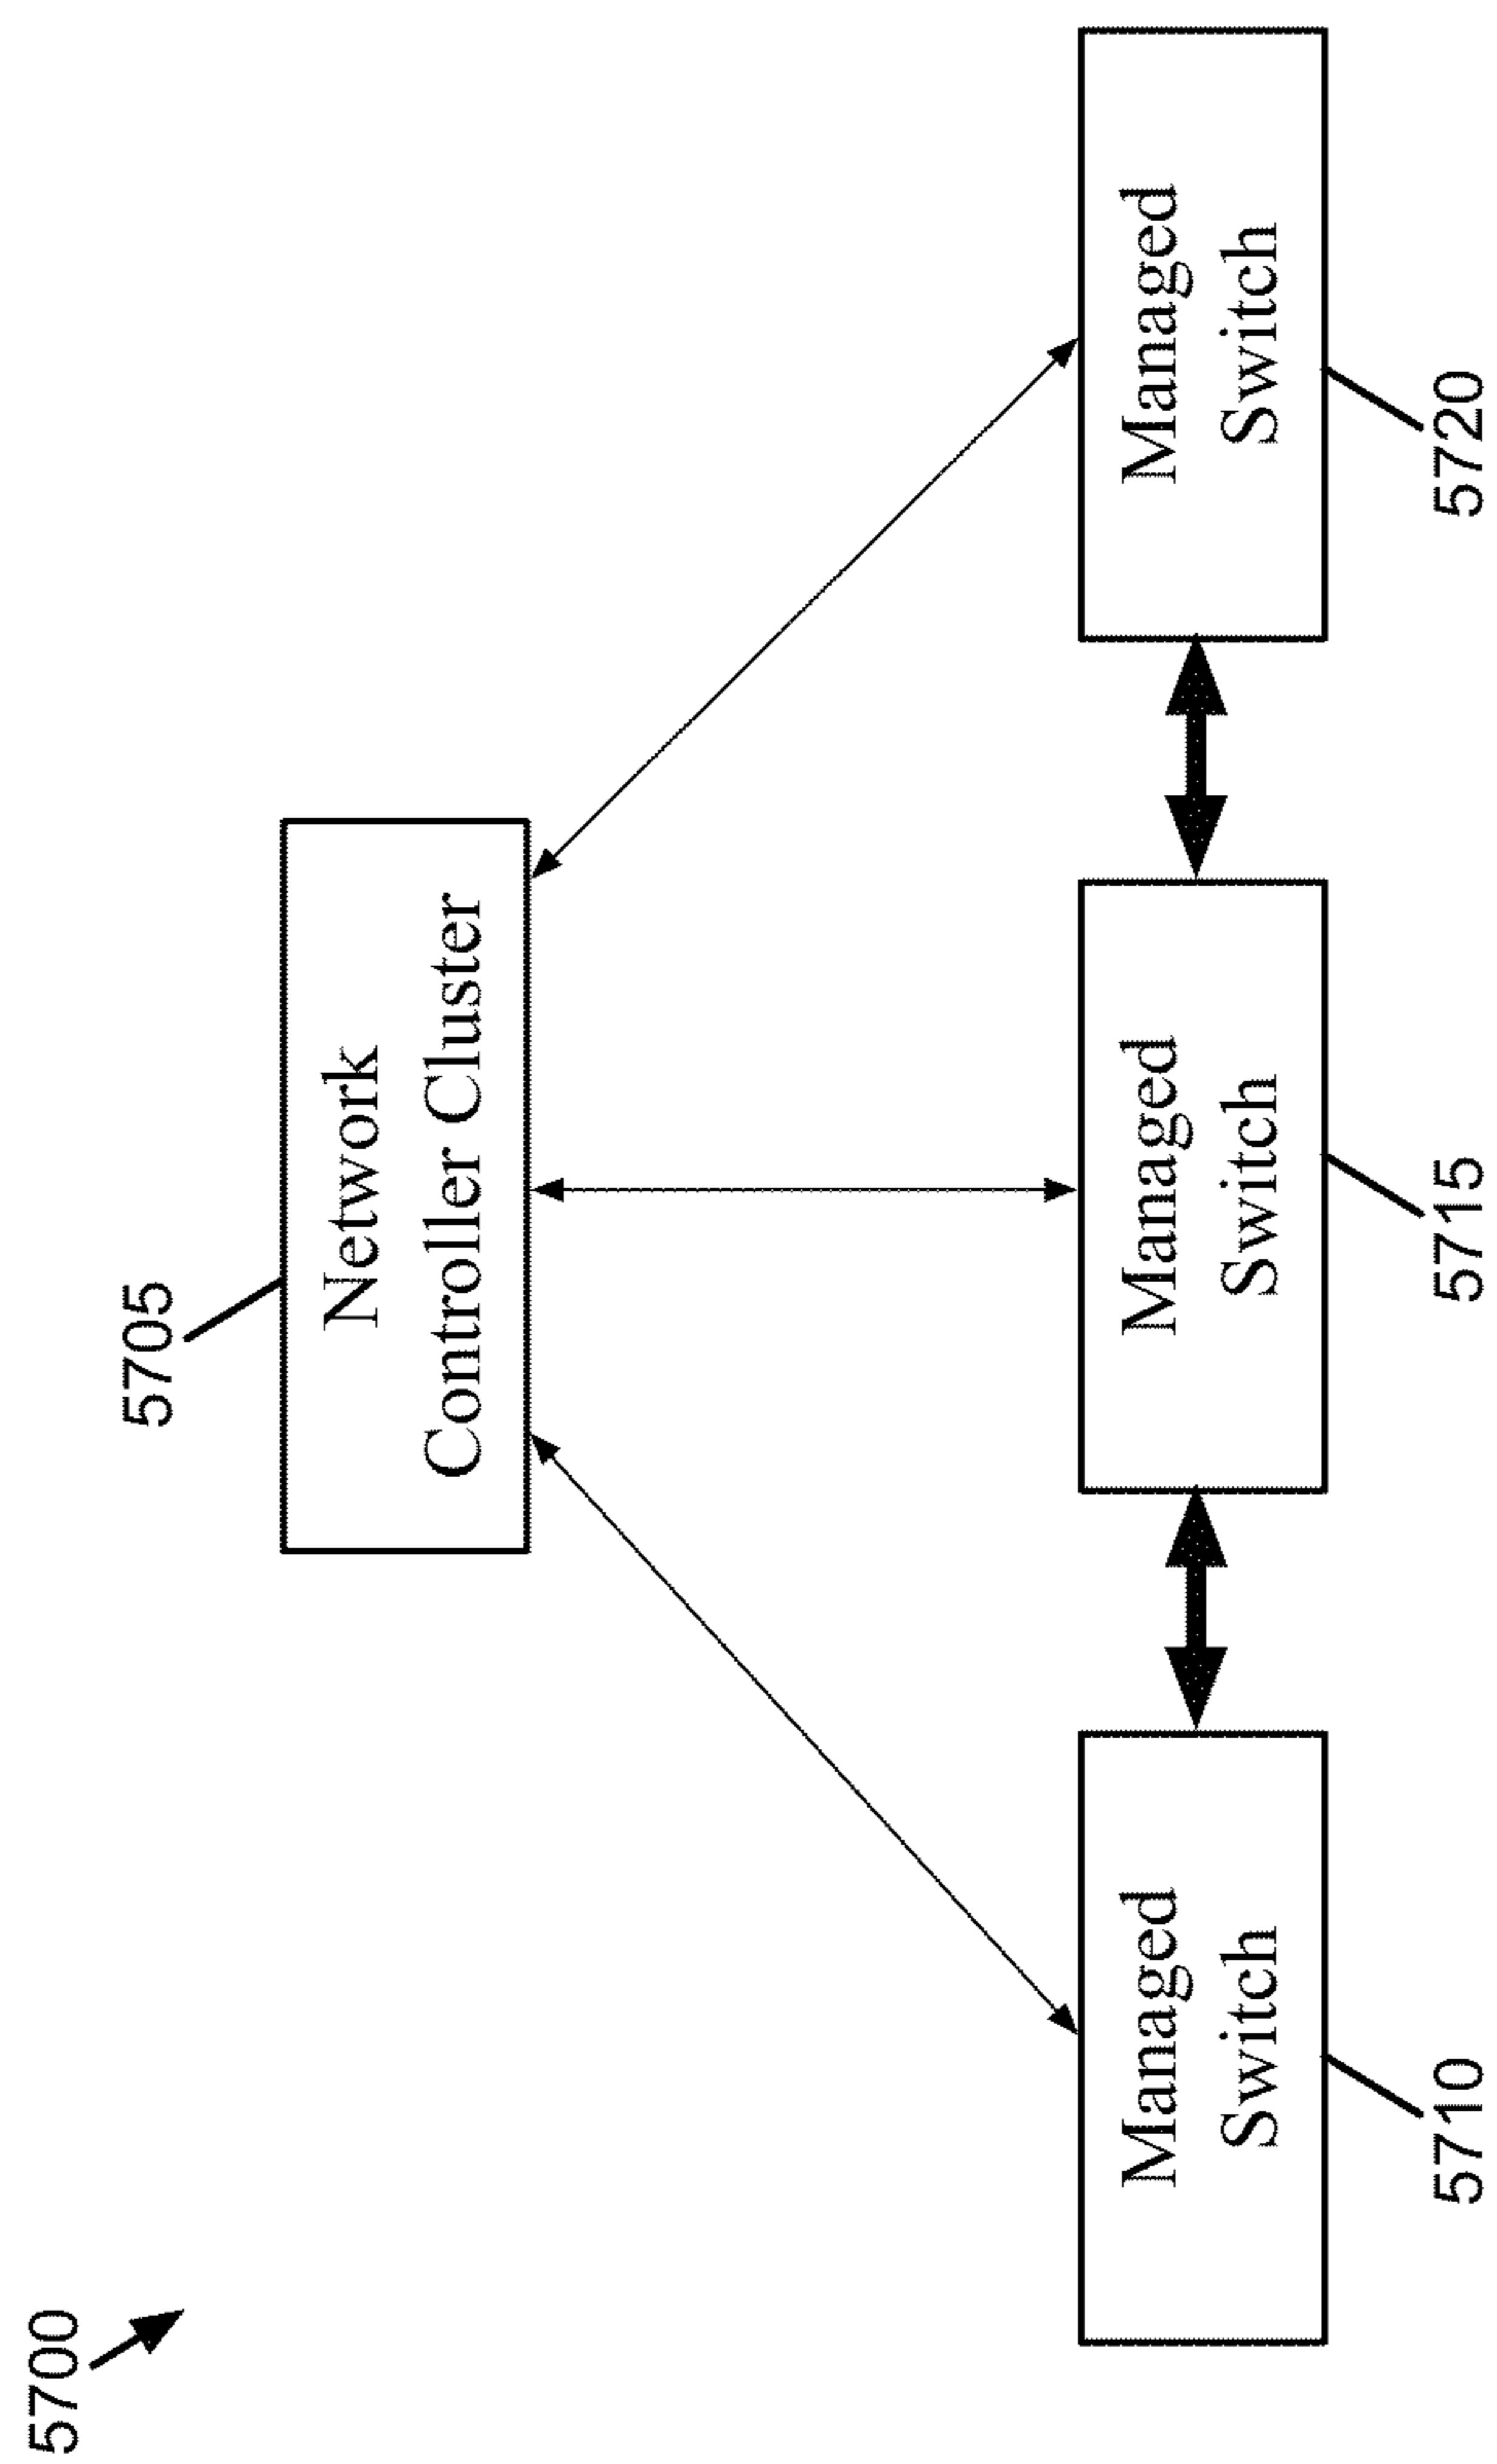 5700
5705
Network
Controller Cluster
Managed
Switch
Managed
Switch
Managed
Switch
5710
5715
5720